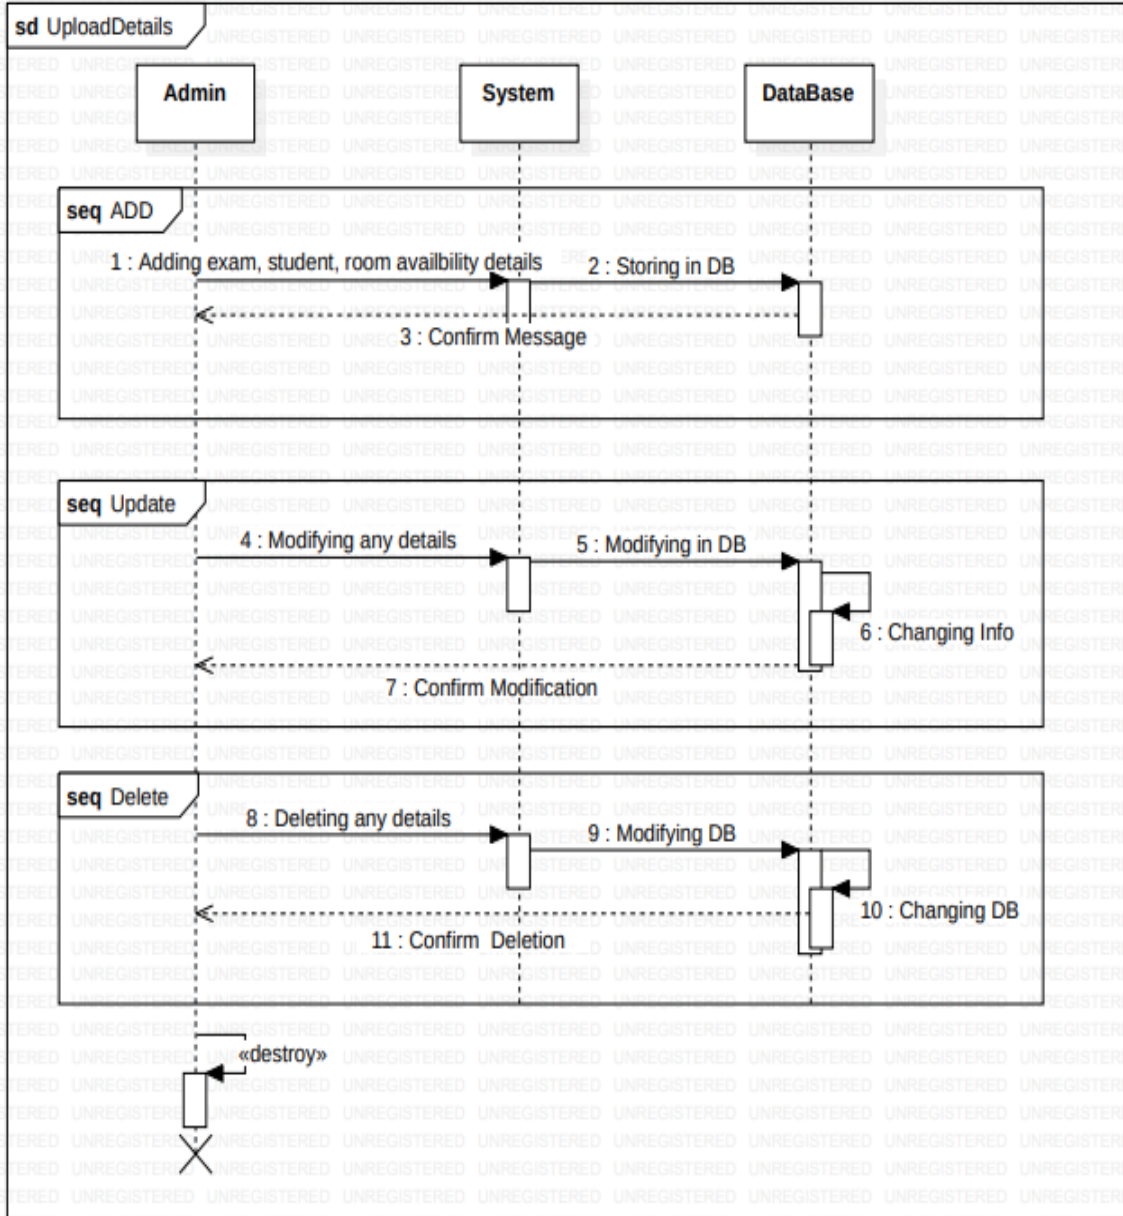 sd UploadDetails
Admin
System
DataBase
seq ADD
1 : Adding exam, student, room availbility details
2 : Storing in DB
3 : Confirm Message
seq Update
4 : Modifying any details
5 : Modifying in DB
6 : Changing Info
7 : Confirm Modification
seq Delete
8 : Deleting any details
9 : Modifying DB
10 : Changing DB
11 : Confirm Deletion
«destroy»
UNREGISTERED